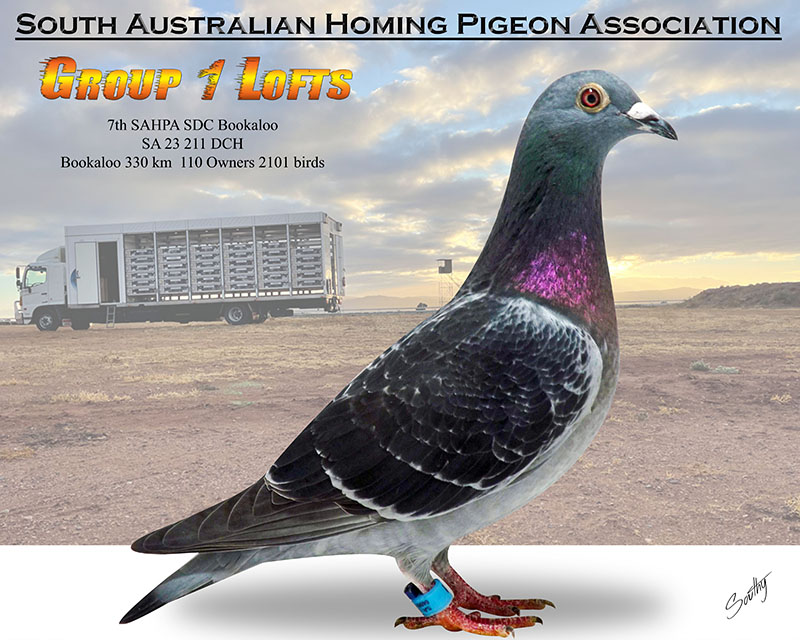 South Australian Homing Pigeon Association
Group 1 Lofts
7th SAHPA SDC Bookaloo
SA 23 211 DCH
Bookaloo 330 km 110 Owners 2101 birds
Southy